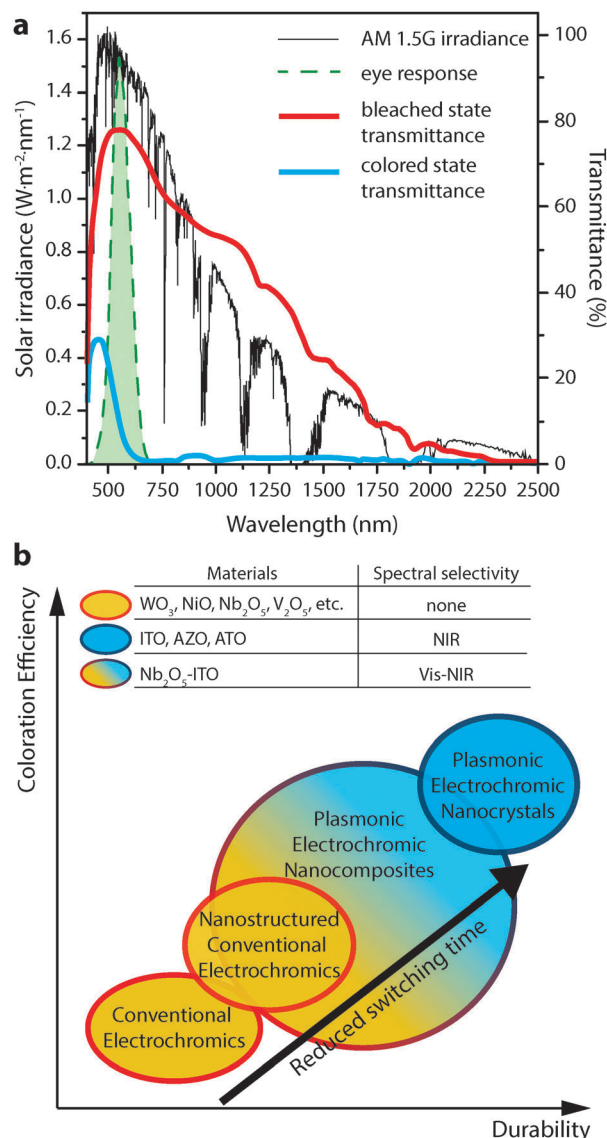 a
AM 1.5G irradiance
eye response
bleached state
transmittance
colored state
transmittance
Solar irradiance (W·m⁻²·nm⁻¹)
1.6
1.4
1.2
1.0
0.8
0.6
0.4
0.2
0.0
100
80
60
40
20
0
Transmittance (%)
500 750 1000 1250 1500 1750 2000 2250 2500
Wavelength (nm)
b
Materials Spectral selectivity
WO₃, NiO, Nb₂O₅, V₂O₅, etc. none
ITO, AZO, ATO NIR
Nb₂O₅-ITO Vis-NIR
Coloration Efficiency
Plasmonic
Electrochromic
Nanocrystals
Plasmonic
Electrochromic
Nanocomposites
Nanostructured
Conventional
Electrochromics
Conventional
Electrochromics
Reduced switching time
Durability